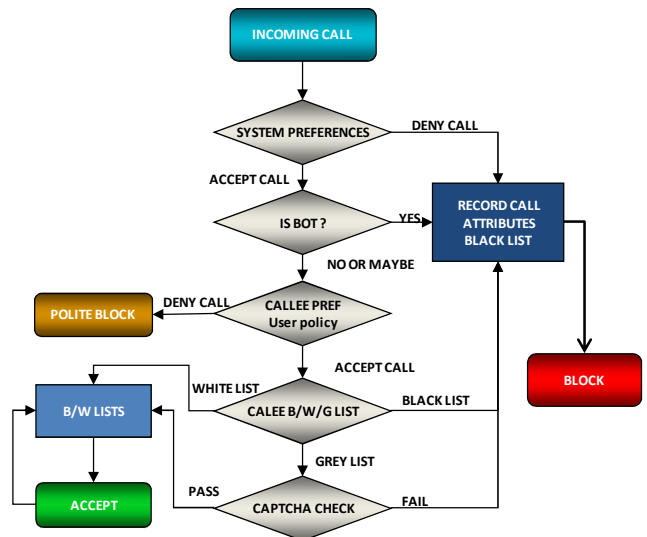 INCOMING CALL
SYSTEM PREFERENCES
DENY CALL
ACCEPT CALL
RECORD CALL
ATTRIBUTES
BLACK LIST
IS BOT ?
YES
NO OR MAYBE
DENY CALL
POLITE BLOCK
CALLEE PREF
User policy
ACCEPT CALL
BLOCK
WHITE LIST
B/W LISTS
CALEE B/W/G LIST
BLACK LIST
GREY LIST
PASS
FAIL
ACCEPT
CAPTCHA CHECK